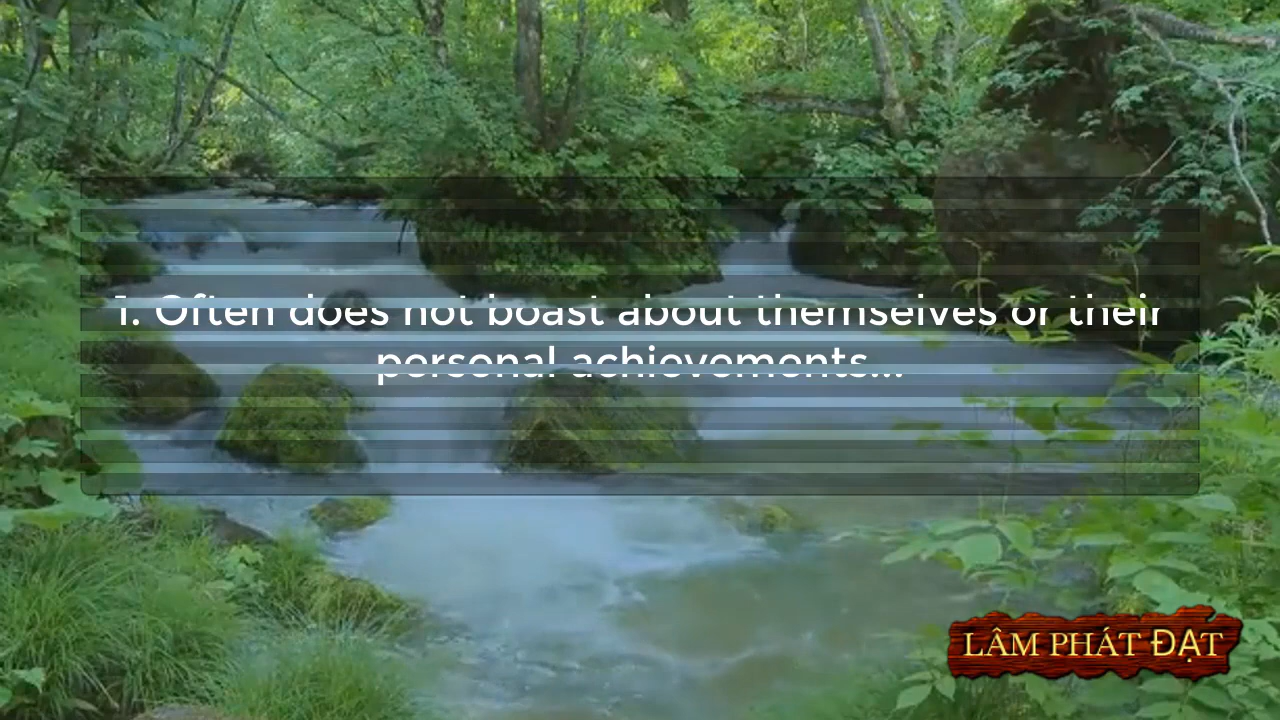 1. Often does not boast about themselves or their
personal achievements...
LÂM PHÁT ĐẠT